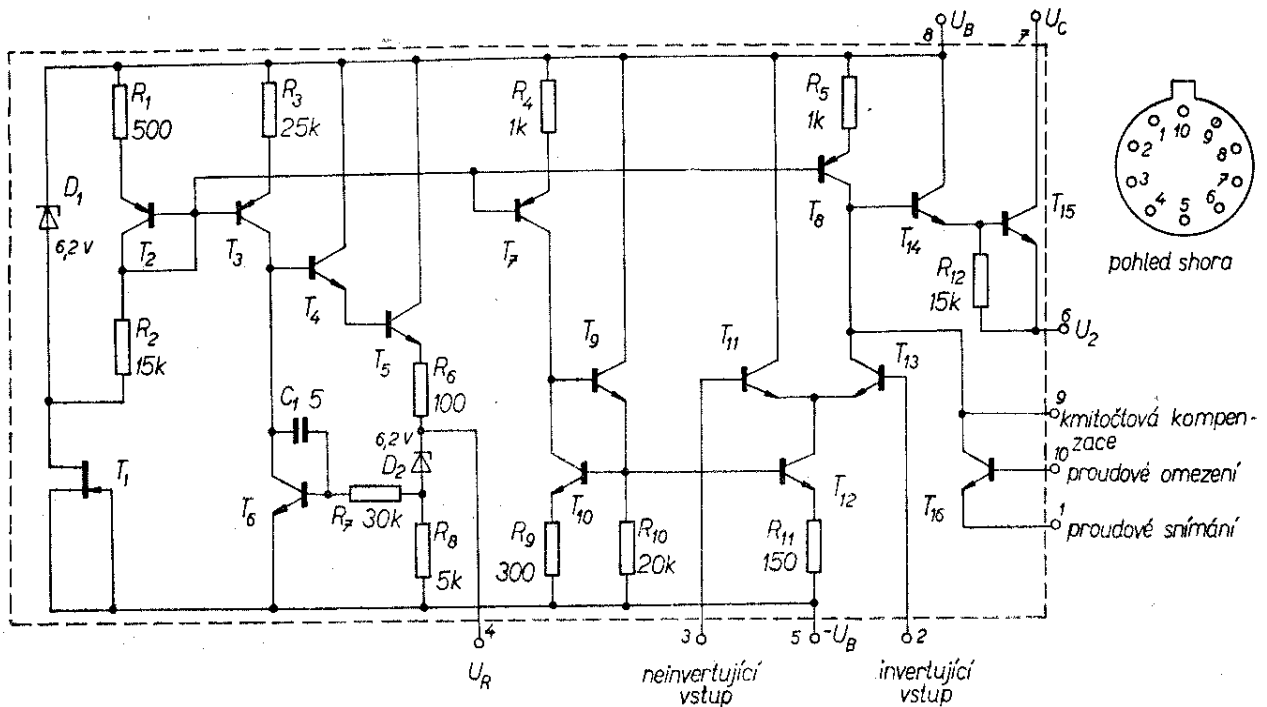 8 U_B
7 U_C
R_1
500
R_3
25k
R_4
1k
R_5
1k
D_1
6,2 V
T_2
T_3
T_4
T_5
T_7
T_8
T_14
T_15
R_12
15k
6 U_2
R_2
15k
R_6
100
T_9
T_11
T_13
C_1 5
6,2 V
D_2
9
kmitočtová kompen-
zace
10
proudové omezení
1
proudové snímání
T_1
T_6
R_7 30k
R_8
5k
T_10
R_9
300
R_10
20k
T_12
R_11
150
T_16
4
U_R
3
neinvertující
vstup
5 -U_B
2
invertující
vstup
1 10 9
2 8
3 7
4 5 6
pohled shora